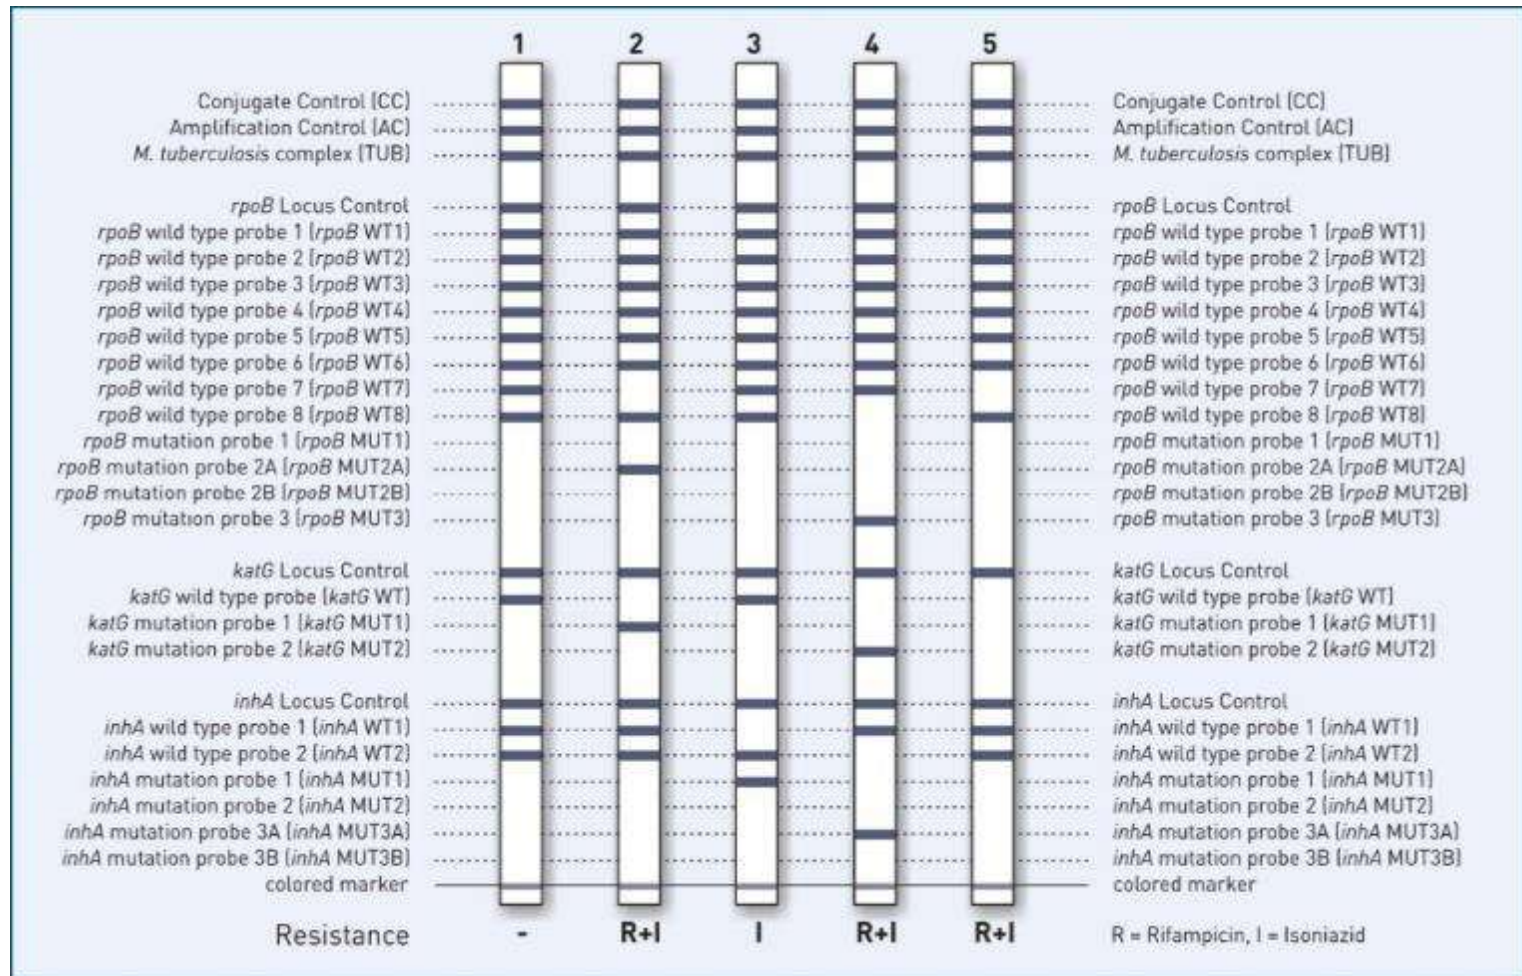 1 2 3 4 5
Conjugate Control (CC) Conjugate Control (CC)
Amplification Control (AC) Amplification Control (AC)
M. tuberculosis complex (TUB) M. tuberculosis complex (TUB)
rpoB Locus Control rpoB Locus Control
rpoB wild type probe 1 (rpoB WT1) rpoB wild type probe 1 (rpoB WT1)
rpoB wild type probe 2 (rpoB WT2) rpoB wild type probe 2 (rpoB WT2)
rpoB wild type probe 3 (rpoB WT3) rpoB wild type probe 3 (rpoB WT3)
rpoB wild type probe 4 (rpoB WT4) rpoB wild type probe 4 (rpoB WT4)
rpoB wild type probe 5 (rpoB WT5) rpoB wild type probe 5 (rpoB WT5)
rpoB wild type probe 6 (rpoB WT6) rpoB wild type probe 6 (rpoB WT6)
rpoB wild type probe 7 (rpoB WT7) rpoB wild type probe 7 (rpoB WT7)
rpoB wild type probe 8 (rpoB WT8) rpoB wild type probe 8 (rpoB WT8)
rpoB mutation probe 1 (rpoB MUT1) rpoB mutation probe 1 (rpoB MUT1)
rpoB mutation probe 2A (rpoB MUT2A) rpoB mutation probe 2A (rpoB MUT2A)
rpoB mutation probe 2B (rpoB MUT2B) rpoB mutation probe 2B (rpoB MUT2B)
rpoB mutation probe 3 (rpoB MUT3) rpoB mutation probe 3 (rpoB MUT3)
katG Locus Control katG Locus Control
katG wild type probe (katG WT) katG wild type probe (katG WT)
katG mutation probe 1 (katG MUT1) katG mutation probe 1 (katG MUT1)
katG mutation probe 2 (katG MUT2) katG mutation probe 2 (katG MUT2)
inhA Locus Control inhA Locus Control
inhA wild type probe 1 (inhA WT1) inhA wild type probe 1 (inhA WT1)
inhA wild type probe 2 (inhA WT2) inhA wild type probe 2 (inhA WT2)
inhA mutation probe 1 (inhA MUT1) inhA mutation probe 1 (inhA MUT1)
inhA mutation probe 2 (inhA MUT2) inhA mutation probe 2 (inhA MUT2)
inhA mutation probe 3A (inhA MUT3A) inhA mutation probe 3A (inhA MUT3A)
inhA mutation probe 3B (inhA MUT3B) inhA mutation probe 3B (inhA MUT3B)
colored marker colored marker
Resistance - R+I I R+I R+I R = Rifampicin, I = Isoniazid